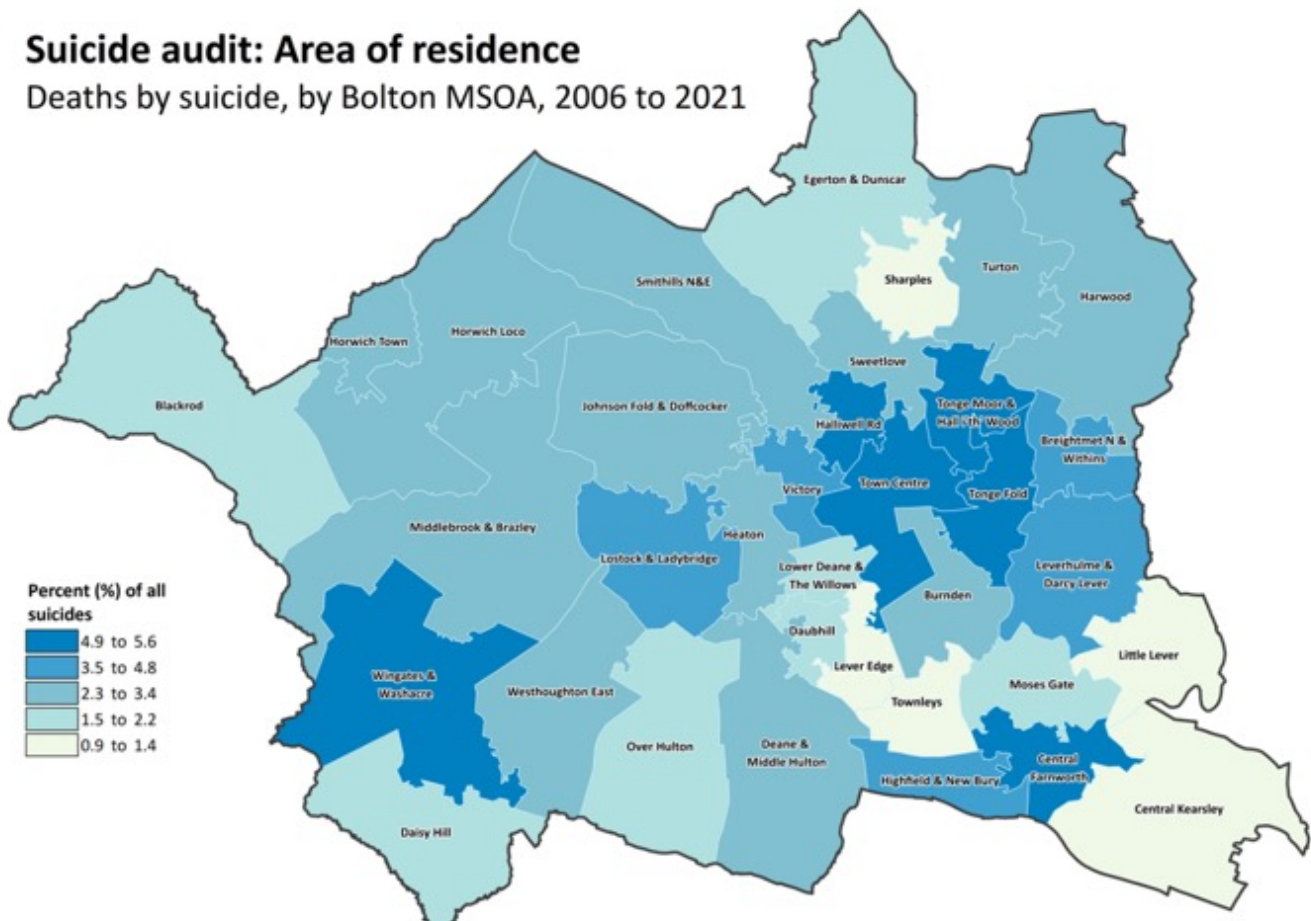 Suicide audit: Area of residence
Deaths by suicide, by Bolton MSOA, 2006 to 2021
Egerton & Dunscar
Sharples
Turton
Harwood
Smithills N&E
Horwich Town
Horwich Loco
Sweetlove
Blackrod
Johnson Fold & Doffcocker
Halliwell Rd
Tonge Moor &
Hall i'th' Wood
Breightmet N &
Withins
Victory
Town Centre
Tonge Fold
Middlebrook & Brazley
Heaton
Lostock & Ladybridge
Lower Deane &
The Willows
Leverhulme &
Darcy Lever
Burnden
Percent (%) of all
suicides
4.9 to 5.6
3.5 to 4.8
2.3 to 3.4
1.5 to 2.2
0.9 to 1.4
Daubhill
Lever Edge
Little Lever
Wingates &
Washacre
Westhoughton East
Townleys
Moses Gate
Over Hulton
Deane &
Middle Hulton
Highfield & New Bury
Central
Farnworth
Central Kearsley
Daisy Hill